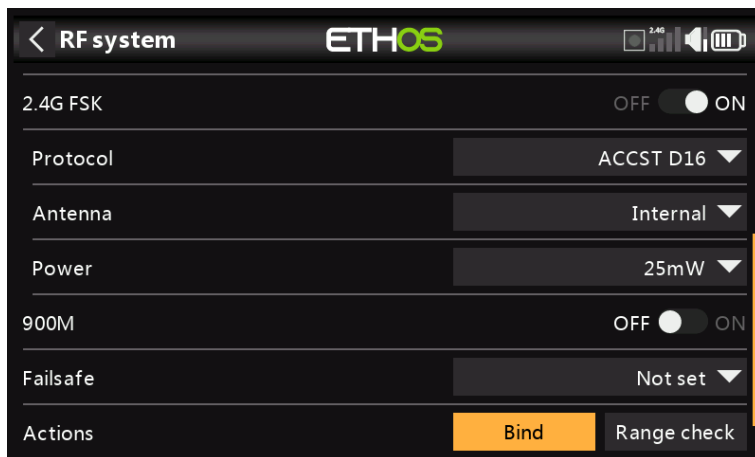 RF system ETHOS 2.4G
2.4G FSK OFF ON
Protocol ACCST D16
Antenna Internal
Power 25mW
900M OFF ON
Failsafe Not set
Actions Bind Range check